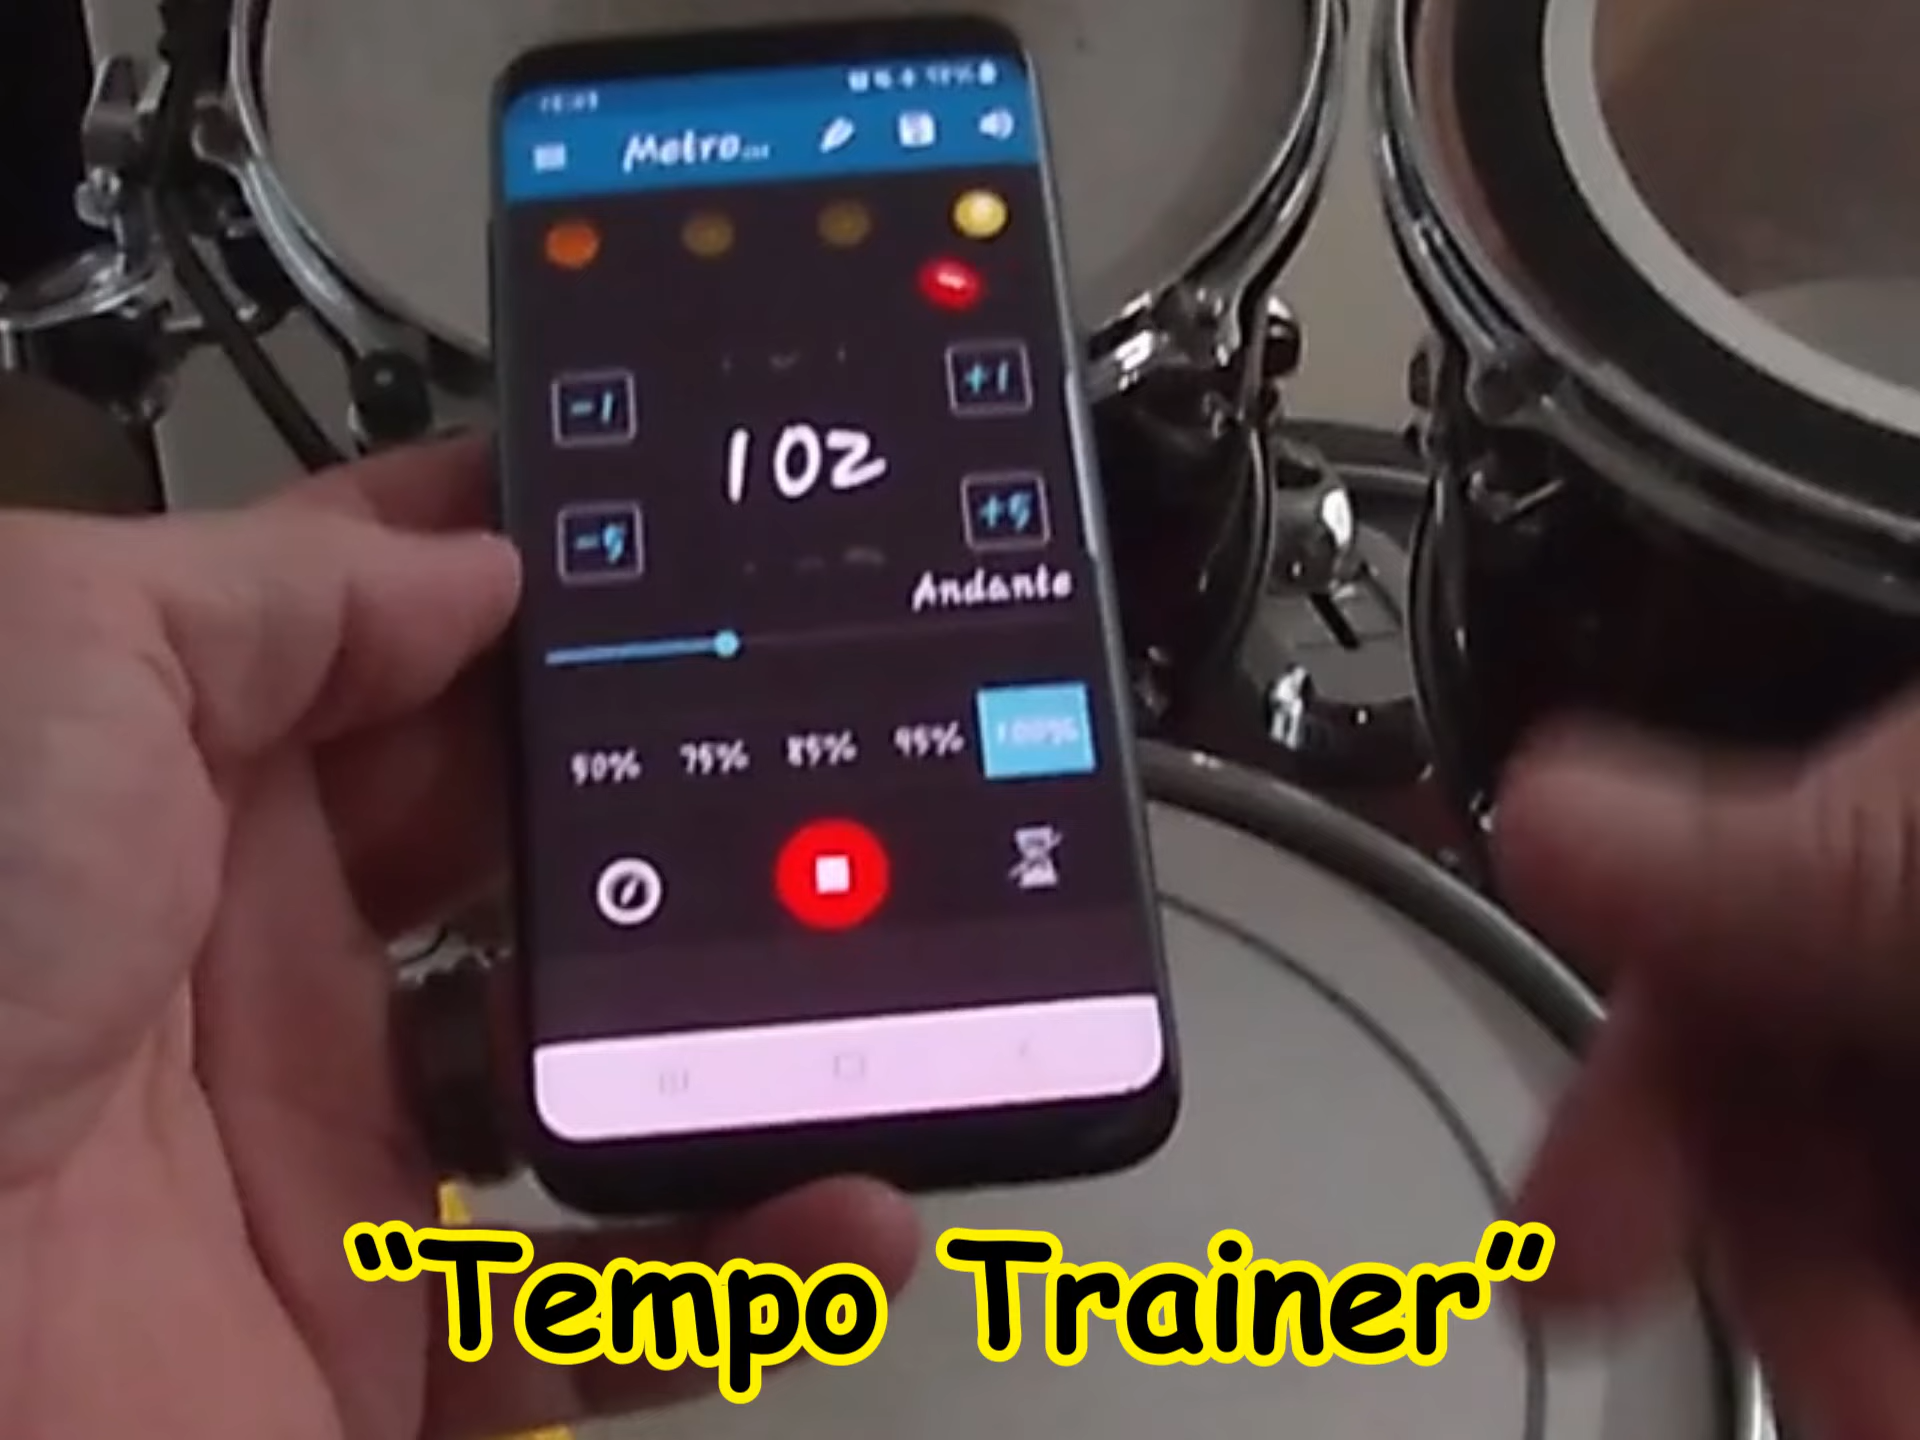 Metro...
-1
+1
102
-5
+5
Andante
50% 75% 85% 95% 100%
“Tempo Trainer”